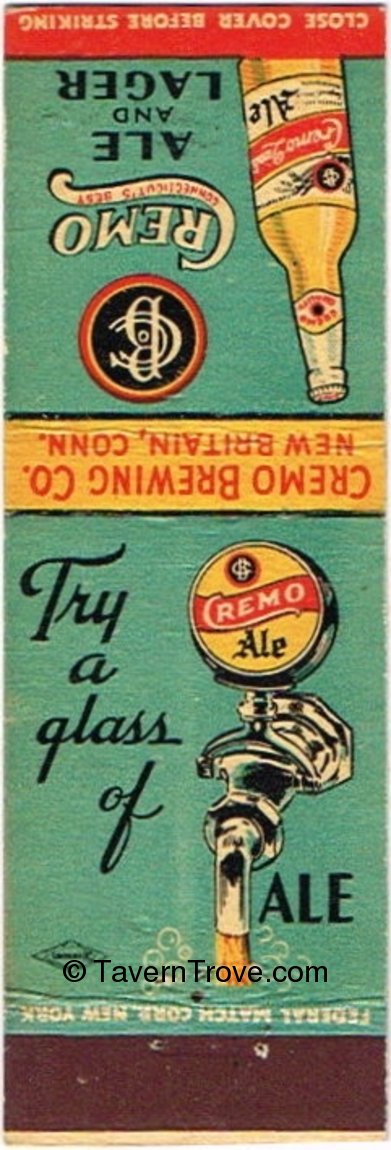 CLOSE COVER BEFORE STRIKING
CREMO
CONNECTICUT'S BEST
ALE
AND
LAGER
Ale
CREMO
CREMO BREWING CO.
NEW BRITAIN, CONN.
Try
a
glass
of
CREMO
Ale
ALE
© TavernTrove.com
FEDERAL MATCH CORP. NEW YORK